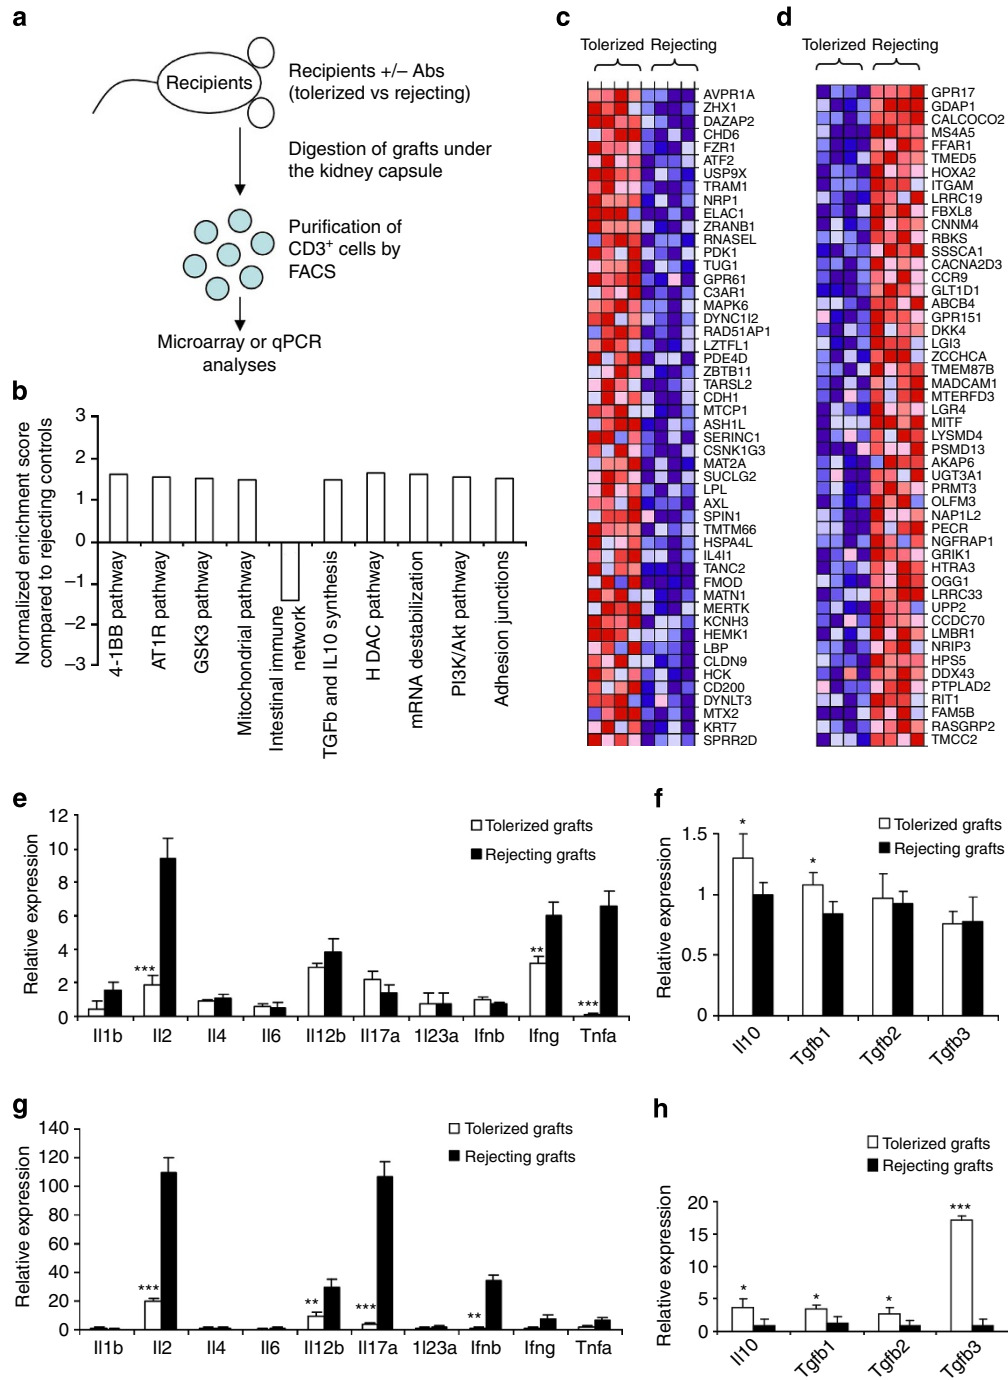 a
Recipients
Recipients +/– Abs
(tolerized vs rejecting)
Digestion of grafts under
the kidney capsule
Purification of
CD3+ cells by
FACS
Microarray or qPCR
analyses
b
Normalized enrichment score
compared to rejecting controls
3
2
1
0
–1
–2
–3
4-1BB pathway
AT1R pathway
GSK3 pathway
Mitochondrial pathway
Intestinal immune
network
TGFb and IL10 synthesis
H DAC pathway
mRNA destabilization
PI3K/Akt pathway
Adhesion junctions
c
Tolerized Rejecting
AVPR1A
ZHX1
DAZAP2
CHD6
FZR1
ATF2
USP9X
TRAM1
NRP1
ELAC1
ZRANB1
RNASEL
PDK1
TUG1
GPR61
C3AR1
MAPK6
DYNC1I2
RAD51AP1
LZTFL1
PDE4D
ZBTB11
TARSL2
CDH1
MTCP1
ASH1L
SERINC1
CSNK1G3
MAT2A
SUCLG2
LPL
AXL
SPIN1
TMTM66
HSPA4L
IL4I1
TANC2
FMOD
MATN1
MERTK
KCNH3
HEMK1
LBP
CLDN9
HCK
CD200
DYNLT3
MTX2
KRT7
SPRR2D
d
Tolerized Rejecting
GPR17
GDAP1
CALCOCO2
MS4A5
FFAR1
TMED5
HOXA2
ITGAM
LRRC19
FBXL8
CNNM4
RBKS
SSSCA1
CACNA2D3
CCR9
GLT1D1
ABCB4
GPR151
DKK4
LGI3
ZCCHCA
TMEM87B
MADCAM1
MTERFD3
LGR4
MITF
LYSMD4
PSMD13
AKAP6
UGT3A1
PRMT3
OLFM3
NAP1L2
PECR
NGFRAP1
GRIK1
HTRA3
OGG1
LRRC33
UPP2
CCDC70
LMBR1
NRIP3
HPS5
DDX43
PTPLAD2
RIT1
FAM5B
RASGRP2
TMCC2
e
Relative expression
12
10
8
6
4
2
0
Tolerized grafts
Rejecting grafts
***
**
***
Il1b Il2 Il4 Il6 Il12b Il17a 1l23a Ifnb Ifng Tnfa
f
Relative expression
1.5
1
0.5
0
Tolerized grafts
Rejecting grafts
*
*
Il10 Tgfb1 Tgfb2 Tgfb3
g
Relative expression
140
120
100
80
60
40
20
0
Tolerized grafts
Rejecting grafts
***
**
***
**
Il1b Il2 Il4 Il6 Il12b Il17a 1l23a Ifnb Ifng Tnfa
h
Relative expression
20
15
10
5
0
Tolerized grafts
Rejecting grafts
*
*
*
***
Il10 Tgfb1 Tgfb2 Tgfb3